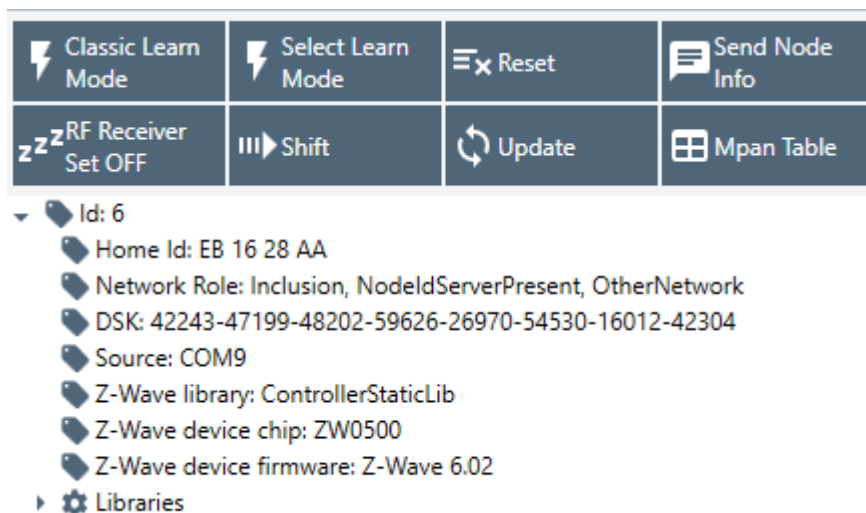 Classic Learn
Mode
Select Learn
Mode
Reset
Send Node
Info
zzz RF Receiver
Set OFF
Shift
Update
Mpan Table
Id: 6
Home Id: EB 16 28 AA
Network Role: Inclusion, NodeIdServerPresent, OtherNetwork
DSK: 42243-47199-48202-59626-26970-54530-16012-42304
Source: COM9
Z-Wave library: ControllerStaticLib
Z-Wave device chip: ZW0500
Z-Wave device firmware: Z-Wave 6.02
Libraries